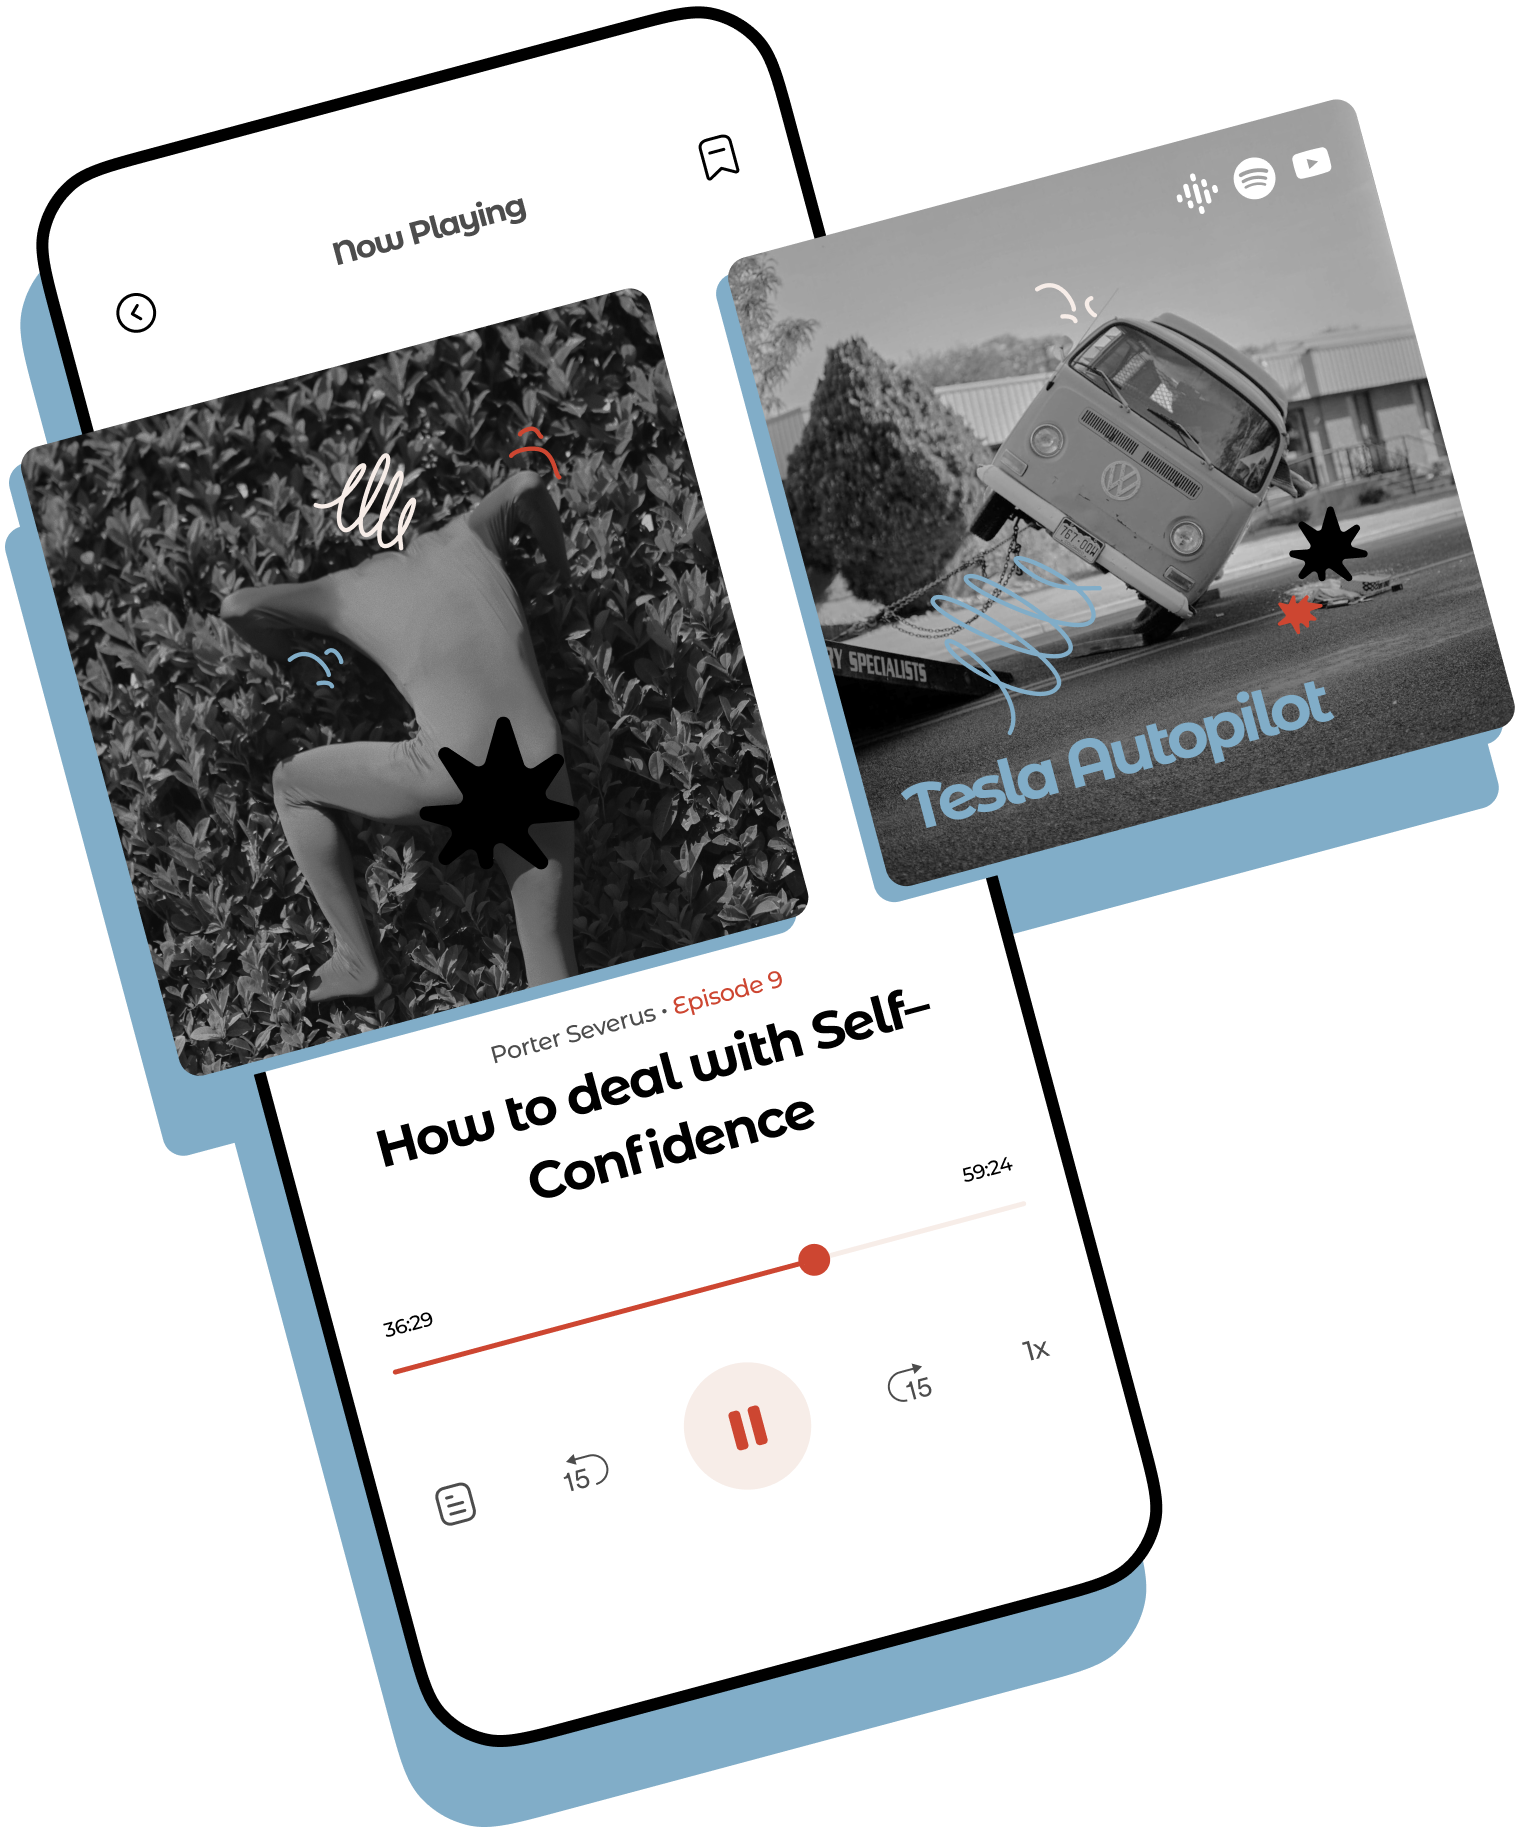 Now Playing
767-00A
RY SPECIALISTS
Tesla Autopilot
Porter Severus • Episode 9
How to deal with Self-
Confidence
59:24
36:29
1x
15
15